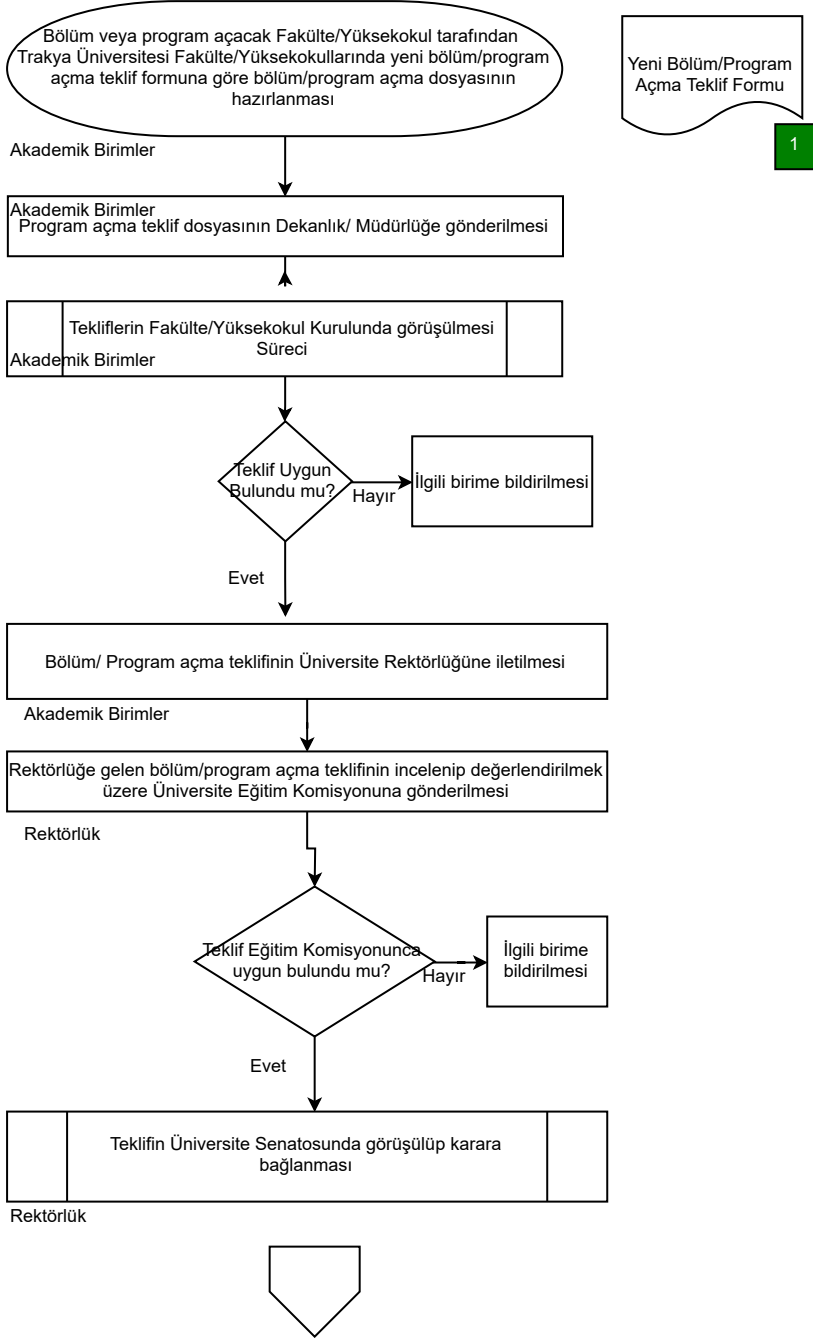 Bölüm veya program açacak Fakülte/Yüksekokul tarafından
Trakya Üniversitesi Fakülte/Yüksekokullarında yeni bölüm/program
açma teklif formuna göre bölüm/program açma dosyasının
hazırlanması
Yeni Bölüm/Program
Açma Teklif Formu
1
Akademik Birimler
Akademik Birimler
Program açma teklif dosyasının Dekanlık/ Müdürlüğe gönderilmesi
Tekliflerin Fakülte/Yüksekokul Kurulunda görüşülmesi
Süreci
Akademik Birimler
Teklif Uygun
Bulundu mu?
Hayır
İlgili birime bildirilmesi
Evet
Bölüm/ Program açma teklifinin Üniversite Rektörlüğüne iletilmesi
Akademik Birimler
Rektörlüğe gelen bölüm/program açma teklifinin incelenip değerlendirilmek
üzere Üniversite Eğitim Komisyonuna gönderilmesi
Rektörlük
Teklif Eğitim Komisyonunca
uygun bulundu mu?
Hayır
İlgili birime
bildirilmesi
Evet
Teklifin Üniversite Senatosunda görüşülüp karara
bağlanması
Rektörlük